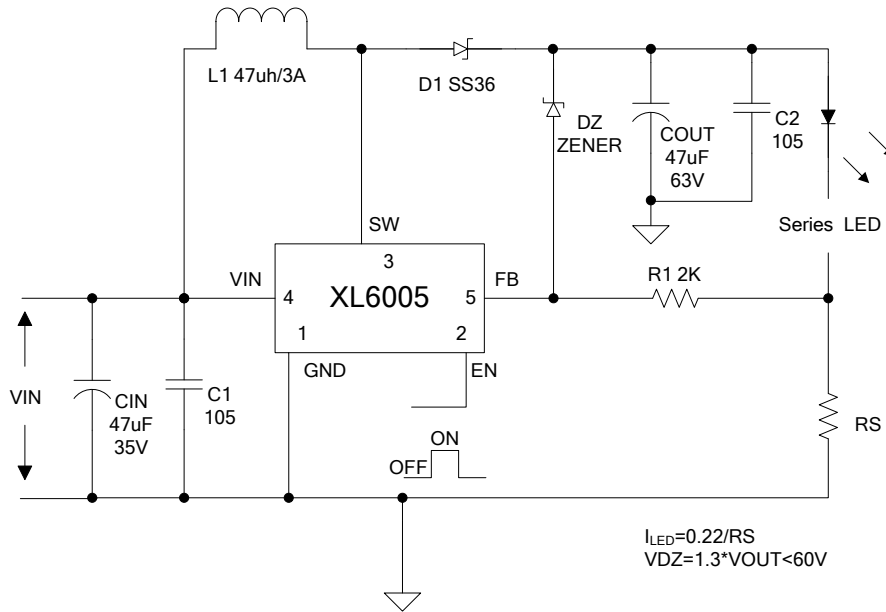 L1 47uh/3A
D1 SS36
DZ
ZENER
COUT
47uF
63V
C2
105
SW
Series LED
VIN
3
FB
R1 2K
4
XL6005
5
1
2
GND
EN
VIN
CIN
47uF
35V
C1
105
RS
ON
OFF
ILED=0.22/RS
VDZ=1.3*VOUT<60V